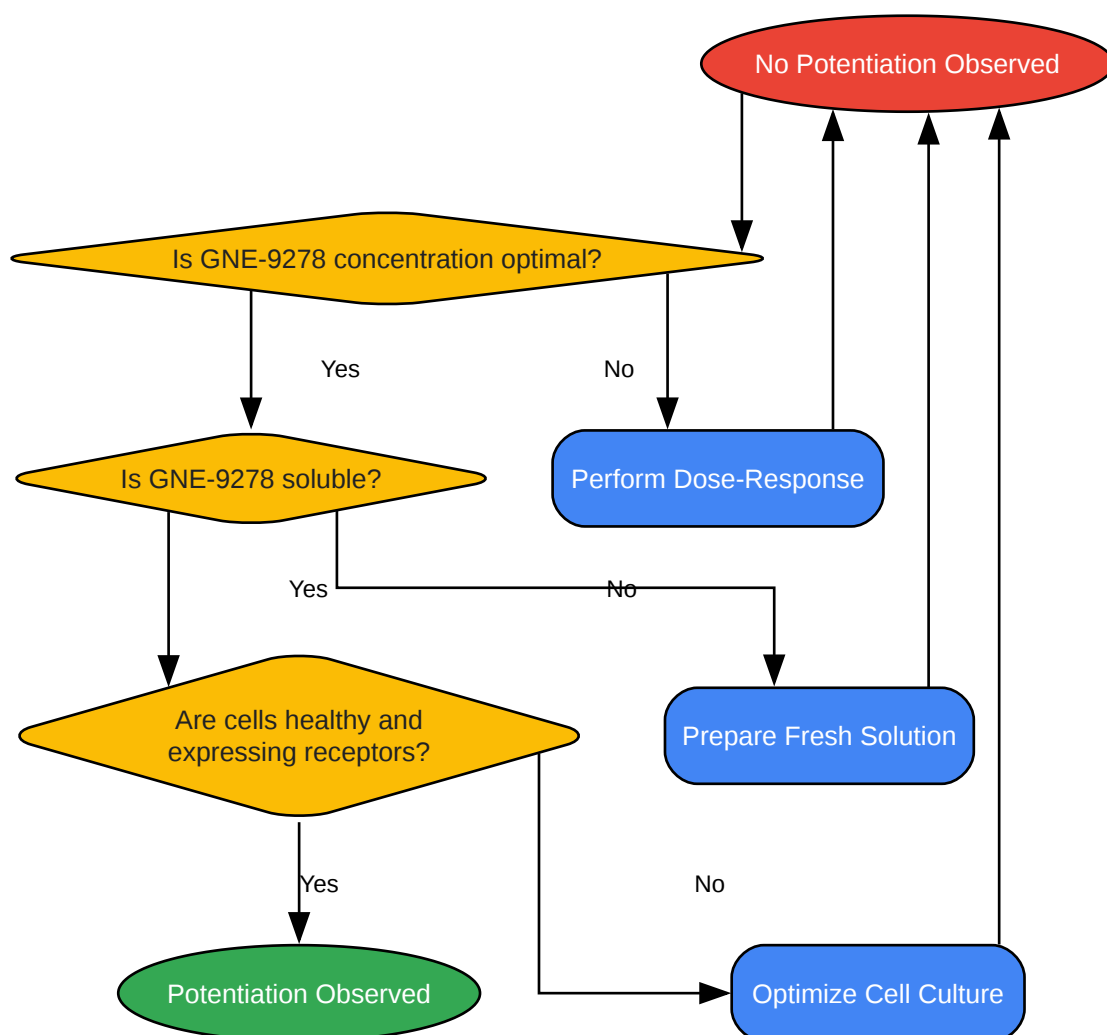 No Potentiation Observed
Is GNE-9278 concentration optimal?
Yes
No
Is GNE-9278 soluble?
Perform Dose-Response
Yes
No
Are cells healthy and
expressing receptors?
Prepare Fresh Solution
Yes
No
Potentiation Observed
Optimize Cell Culture